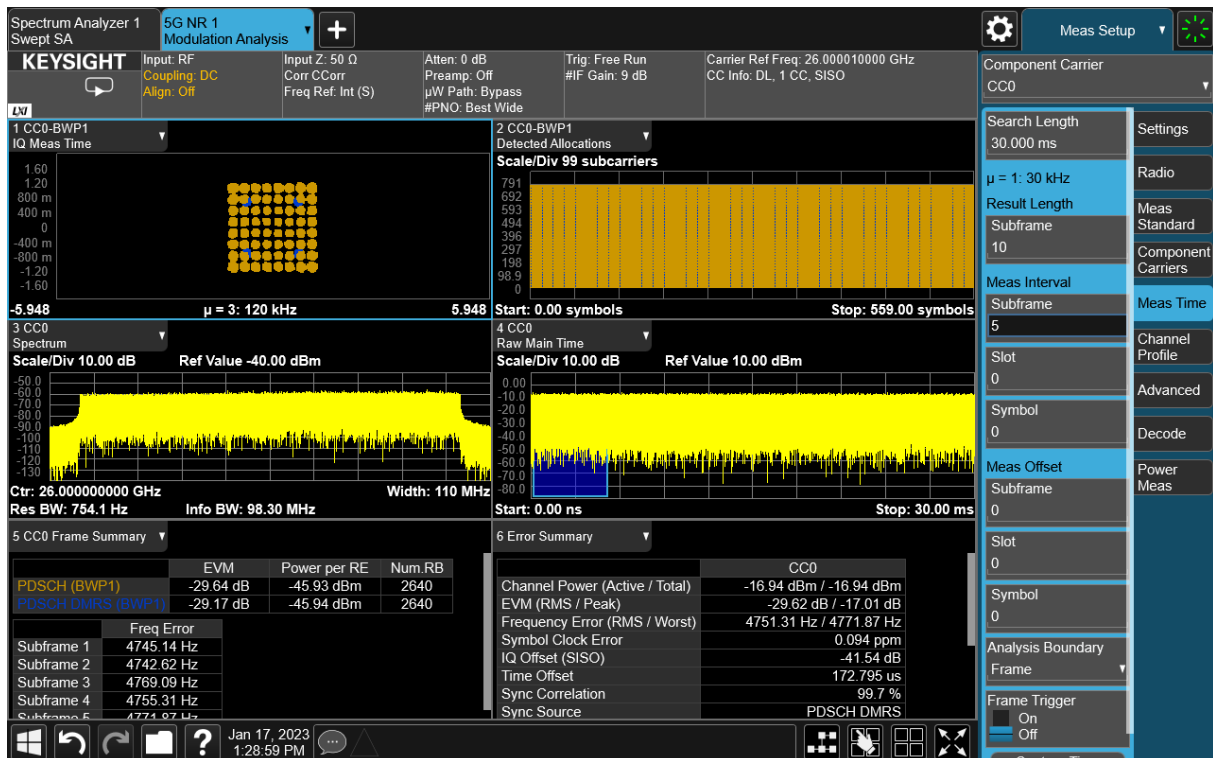 Spectrum Analyzer 1
Swept SA
5G NR 1
Modulation Analysis
Meas Setup
KEYSIGHT
LXI
Input: RF
Coupling: DC
Align: Off
Input Z: 50 Ω
Corr CCorr
Freq Ref: Int (S)
Atten: 0 dB
Preamp: Off
µW Path: Bypass
#PNO: Best Wide
Trig: Free Run
#IF Gain: 9 dB
Carrier Ref Freq: 26.000010000 GHz
CC Info: DL, 1 CC, SISO
Component Carrier
CC0
1 CC0-BWP1
IQ Meas Time
1.60
1.20
800 m
400 m
0
-400 m
-800 m
-1.20
-1.60
-5.948 µ = 3: 120 kHz 5.948
2 CC0-BWP1
Detected Allocations
Scale/Div 99 subcarriers
791
692
593
494
396
297
198
98.9
0
Start: 0.00 symbols Stop: 559.00 symbols
3 CC0
Spectrum
Scale/Div 10.00 dB Ref Value -40.00 dBm
-50.0
-60.0
-70.0
-80.0
-90.0
-100
-110
-120
-130
Ctr: 26.000000000 GHz Width: 110 MHz
Res BW: 754.1 Hz Info BW: 98.30 MHz
4 CC0
Raw Main Time
Scale/Div 10.00 dB Ref Value 10.00 dBm
0.00
-10.0
-20.0
-30.0
-40.0
-50.0
-60.0
-70.0
-80.0
Start: 0.00 ns Stop: 30.00 ms
5 CC0 Frame Summary
EVM Power per RE Num.RB
PDSCH (BWP1) -29.64 dB -45.93 dBm 2640
PDSCH DMRS (BWP1) -29.17 dB -45.94 dBm 2640
Freq Error
Subframe 1 4745.14 Hz
Subframe 2 4742.62 Hz
Subframe 3 4769.09 Hz
Subframe 4 4755.31 Hz
Subframe 5 4771.87 Hz
6 Error Summary
CC0
Channel Power (Active / Total) -16.94 dBm / -16.94 dBm
EVM (RMS / Peak) -29.62 dB / -17.01 dB
Frequency Error (RMS / Worst) 4751.31 Hz / 4771.87 Hz
Symbol Clock Error 0.094 ppm
IQ Offset (SISO) -41.54 dB
Time Offset 172.795 us
Sync Correlation 99.7 %
Sync Source PDSCH DMRS
Search Length
30.000 ms
µ = 1: 30 kHz
Result Length
Subframe
10
Meas Interval
Subframe
5
Slot
0
Symbol
0
Meas Offset
Subframe
0
Slot
0
Symbol
0
Analysis Boundary
Frame
Frame Trigger
On
Off
Settings
Radio
Meas
Standard
Component
Carriers
Meas Time
Channel
Profile
Advanced
Decode
Power
Meas
?
Jan 17, 2023
1:28:59 PM